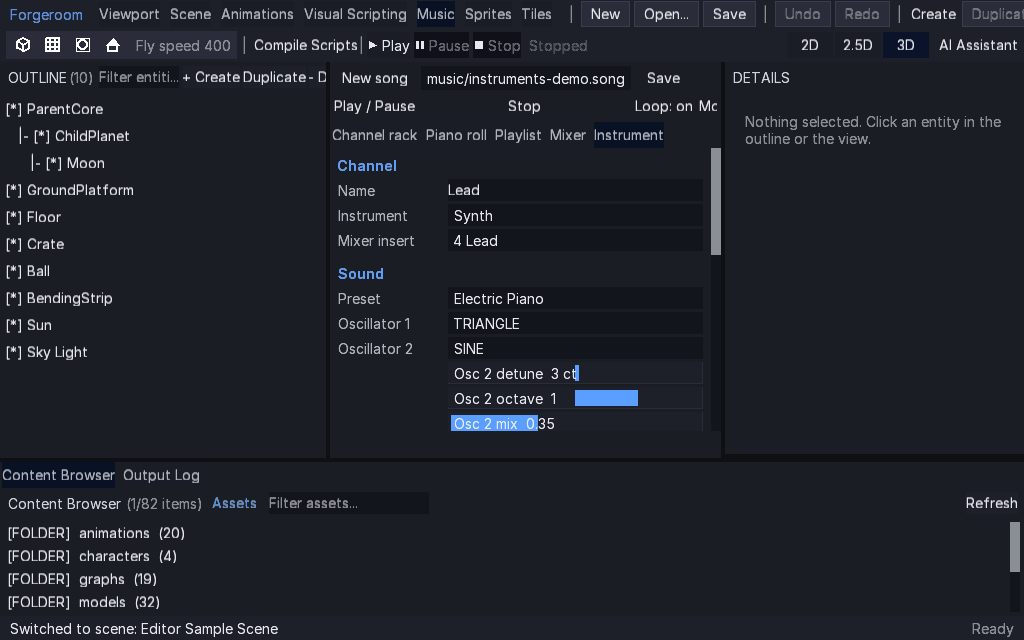 Forgeroom Viewport Scene Animations Visual Scripting Music Sprites Tiles | New Open... Save | Undo Redo | Create Duplicat
Fly speed 400 | Compile Scripts | Play Pause Stop Stopped 2D 2.5D 3D AI Assistant
OUTLINE (10) Filter entiti... + Create Duplicate - D
[*] ParentCore
|- [*] ChildPlanet
|- [*] Moon
[*] GroundPlatform
[*] Floor
[*] Crate
[*] Ball
[*] BendingStrip
[*] Sun
[*] Sky Light
New song music/instruments-demo.song Save
Play / Pause Stop Loop: on Mo
Channel rack Piano roll Playlist Mixer Instrument
Channel
Name Lead
Instrument Synth
Mixer insert 4 Lead
Sound
Preset Electric Piano
Oscillator 1 TRIANGLE
Oscillator 2 SINE
Osc 2 detune 3 ct
Osc 2 octave 1
Osc 2 mix 0.35
DETAILS
Nothing selected. Click an entity in the
outline or the view.
Content Browser Output Log
Content Browser (1/82 items) Assets Filter assets... Refresh
[FOLDER] animations (20)
[FOLDER] characters (4)
[FOLDER] graphs (19)
[FOLDER] models (32)
Switched to scene: Editor Sample Scene Ready